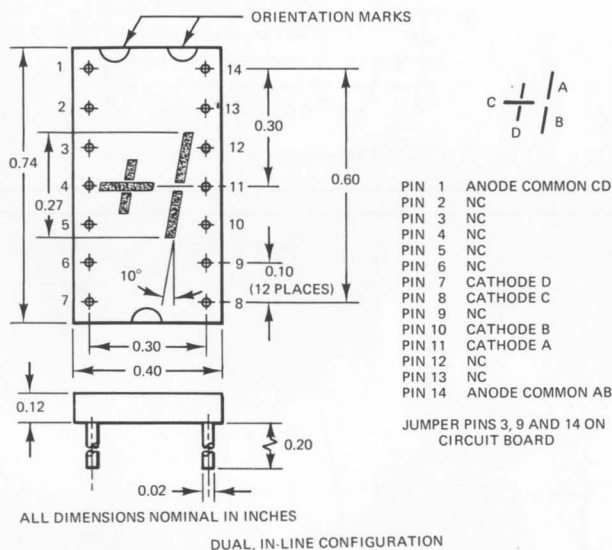 ORIENTATION MARKS
1
14
2
13
3
12
4
11
5
10
6
9
7
8
0.74
0.27
0.30
0.60
0.10
(12 PLACES)
10°
0.30
0.40
0.12
0.20
0.02
A
C
D
B
PIN 1 ANODE COMMON CD
PIN 2 NC
PIN 3 NC
PIN 4 NC
PIN 5 NC
PIN 6 NC
PIN 7 CATHODE D
PIN 8 CATHODE C
PIN 9 NC
PIN 10 CATHODE B
PIN 11 CATHODE A
PIN 12 NC
PIN 13 NC
PIN 14 ANODE COMMON AB
JUMPER PINS 3, 9 AND 14 ON
CIRCUIT BOARD
ALL DIMENSIONS NOMINAL IN INCHES
DUAL, IN-LINE CONFIGURATION